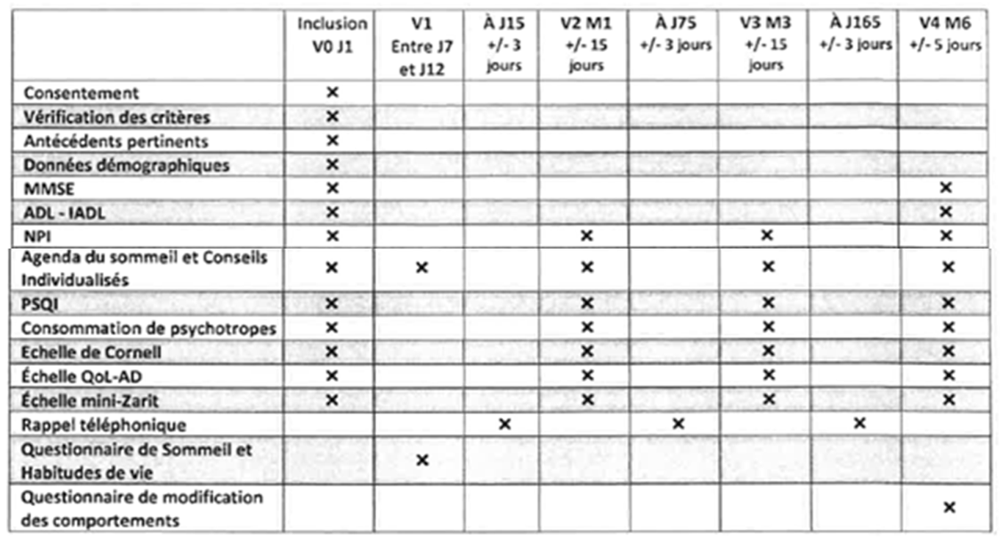 Inclusion V1 À J15 V2 M1 À J75 V3 M3 À J165 V4 M6
V0 J1 Entre J7 +/- 3 +/- 15 +/- 3 jours +/- 15 +/- 3 jours +/- 5 jours
et J12 jours jours jours
Consentement ×
Vérification des critères ×
Antécédents pertinents ×
Données démographiques ×
MMSE × ×
ADL - IADL × ×
NPI × × × ×
Agenda du sommeil et Conseils
Individualisés × × × × ×
PSQI × × × ×
Consommation de psychotropes × × × ×
Echelle de Cornell × × × ×
Échelle QoL-AD × × × ×
Échelle mini-Zarit × × × ×
Rappel téléphonique × × ×
Questionnaire de Sommeil et
Habitudes de vie ×
Questionnaire de modification
des comportements ×